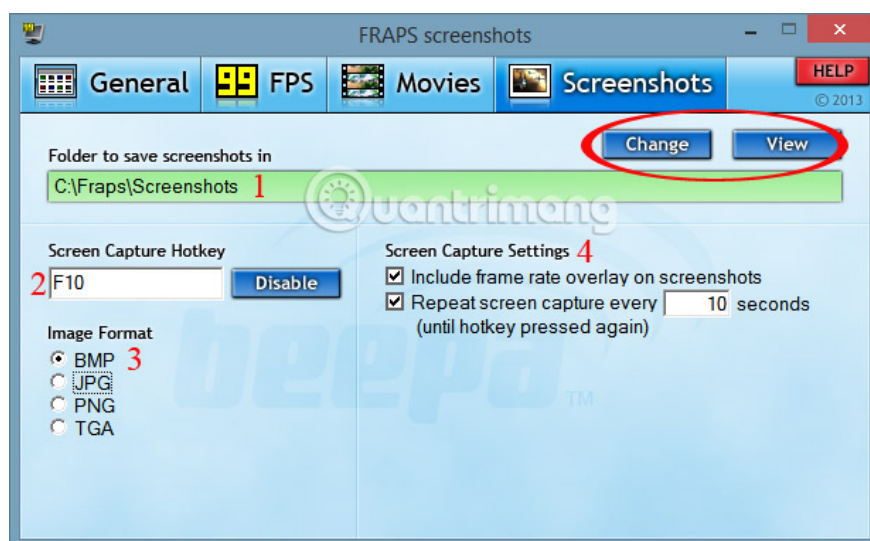 FRAPS screenshots
General
99 FPS
Movies
Screenshots
HELP
© 2013
Change
View
Folder to save screenshots in
C:\Fraps\Screenshots 1
Quantrimang
Screen Capture Hotkey
2 F10
Disable
Screen Capture Settings 4
Include frame rate overlay on screenshots
Repeat screen capture every 10 seconds
(until hotkey pressed again)
Image Format
BMP 3
JPG
PNG
TGA
beepa TM